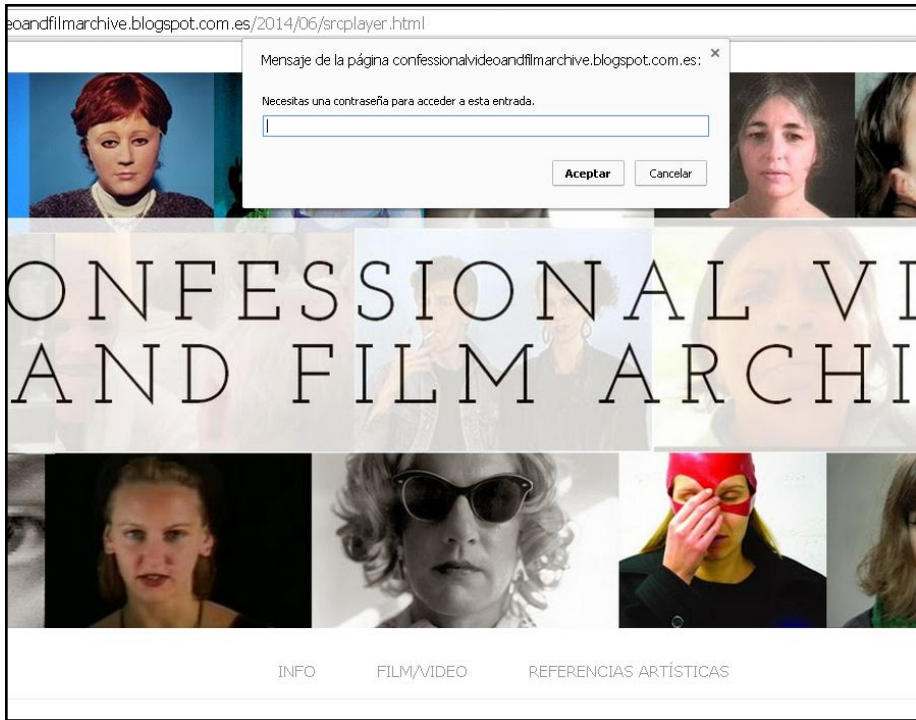 eoandfilmarchive.blogspot.com.es/2014/06/srcplayer.html
Mensaje de la página confessionalvideoandfilmarchive.blogspot.com.es: ×
Necesitas una contraseña para acceder a esta entrada.
Aceptar Cancelar
ONFESSIONAL VI
AND FILM ARCHI
INFO FILM/VIDEO REFERENCIAS ARTÍSTICAS